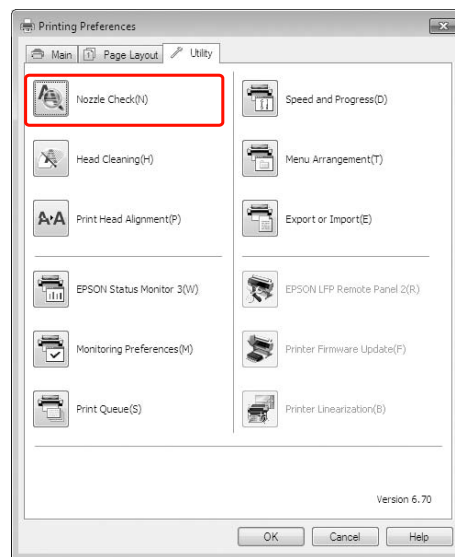 Printing Preferences
Main
Page Layout
Utility
Nozzle Check(N)
Speed and Progress(D)
Head Cleaning(H)
Menu Arrangement(T)
A·A
Print Head Alignment(P)
Export or Import(E)
EPSON Status Monitor 3(W)
EPSON LFP Remote Panel 2(R)
Monitoring Preferences(M)
Printer Firmware Update(F)
Print Queue(S)
Printer Linearization(B)
Version 6.70
OK
Cancel
Help